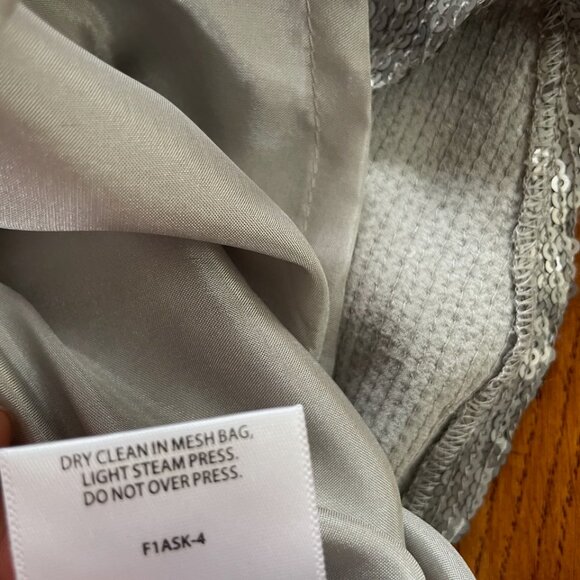 DRY CLEAN IN MESH BAG,
LIGHT STEAM PRESS.
DO NOT OVER PRESS.
F1ASK-4